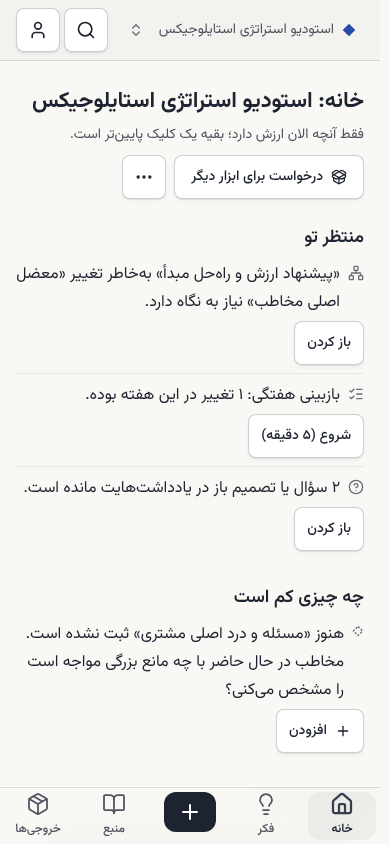 استودیو استراتژی استایلوجیکس
خانه: استودیو استراتژی استایلوجیکس
فقط آنچه الان ارزش دارد؛ بقیه یک کلیک پایین‌تر است.
درخواست برای ابزار دیگر
منتظر تو
«پیشنهاد ارزش و راه‌حل مبدأ» به‌خاطر تغییر «معضل
اصلی مخاطب» نیاز به نگاه دارد.
باز کردن
بازبینی هفتگی: ۱ تغییر در این هفته بوده.
شروع (۵ دقیقه)
۲ سؤال یا تصمیم باز در یادداشت‌هایت مانده است.
باز کردن
چه چیزی کم است
هنوز «مسئله و درد اصلی مشتری» ثبت نشده است.
مخاطب در حال حاضر با چه مانع بزرگی مواجه است
را مشخص می‌کنی؟
افزودن
خانه
فکر
منبع
خروجی‌ها